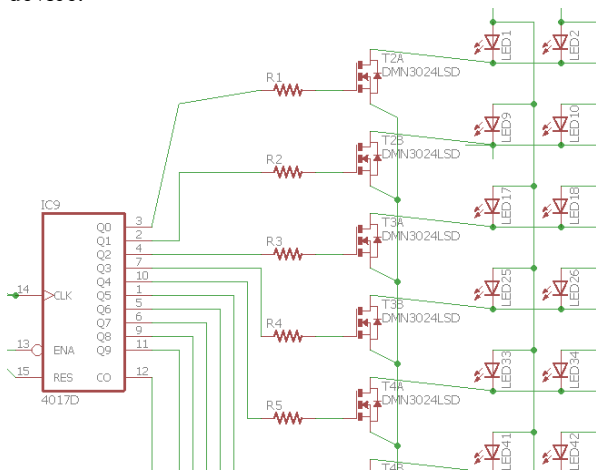 LED1
LED2
T2A
DMN3024LSD
R1
LED9
LED10
T2B
DMN3024LSD
R2
LED17
LED18
IC9
T3A
DMN3024LSD
Q0 3
Q1 2
R3
Q2 4
Q3 7
Q4 10
LED25
LED26
14 CLK
Q5 1
T3B
DMN3024LSD
Q6 5
Q7 6
R4
Q8 9
13 ENA
Q9 11
LED33
LED34
15 RES
CO 12
T4A
DMN3024LSD
4017D
R5
LED41
LED42
T4B